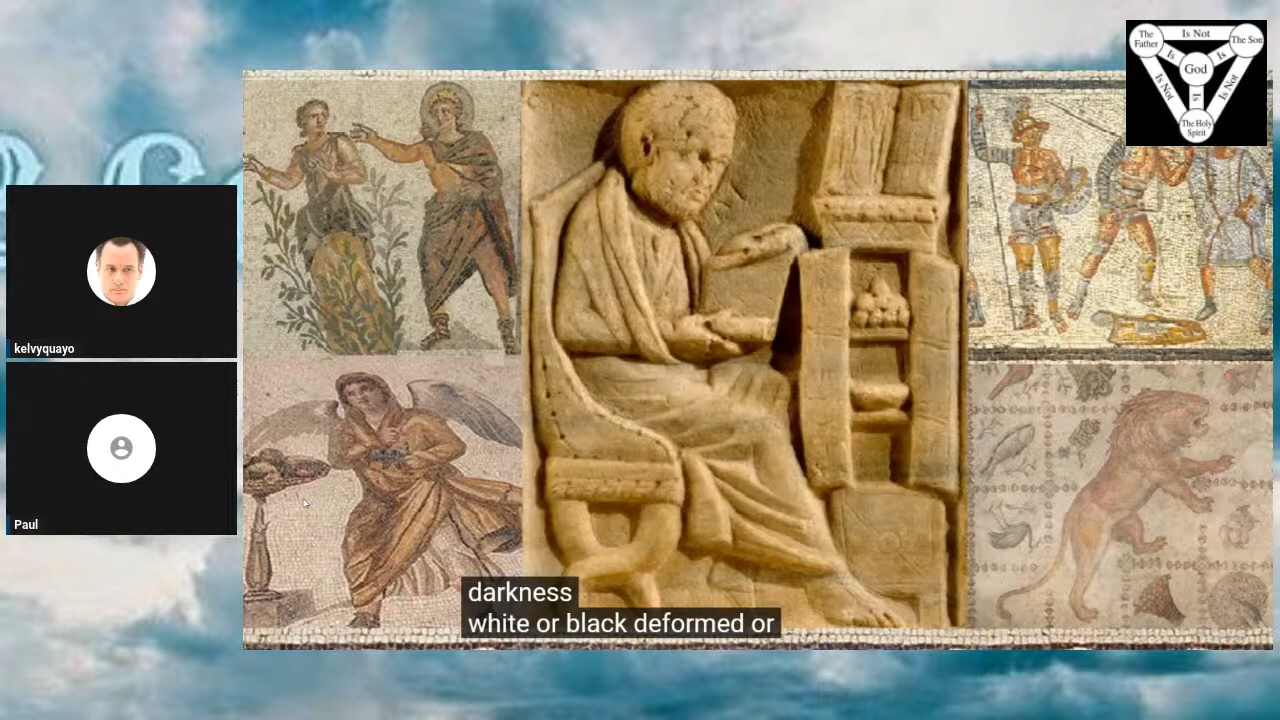 The
Father
Is Not
The Son
Is
Is
God
Is Not
Is
Is Not
The Holy
Spirit
kelvyquayo
Paul
darkness
white or black deformed or